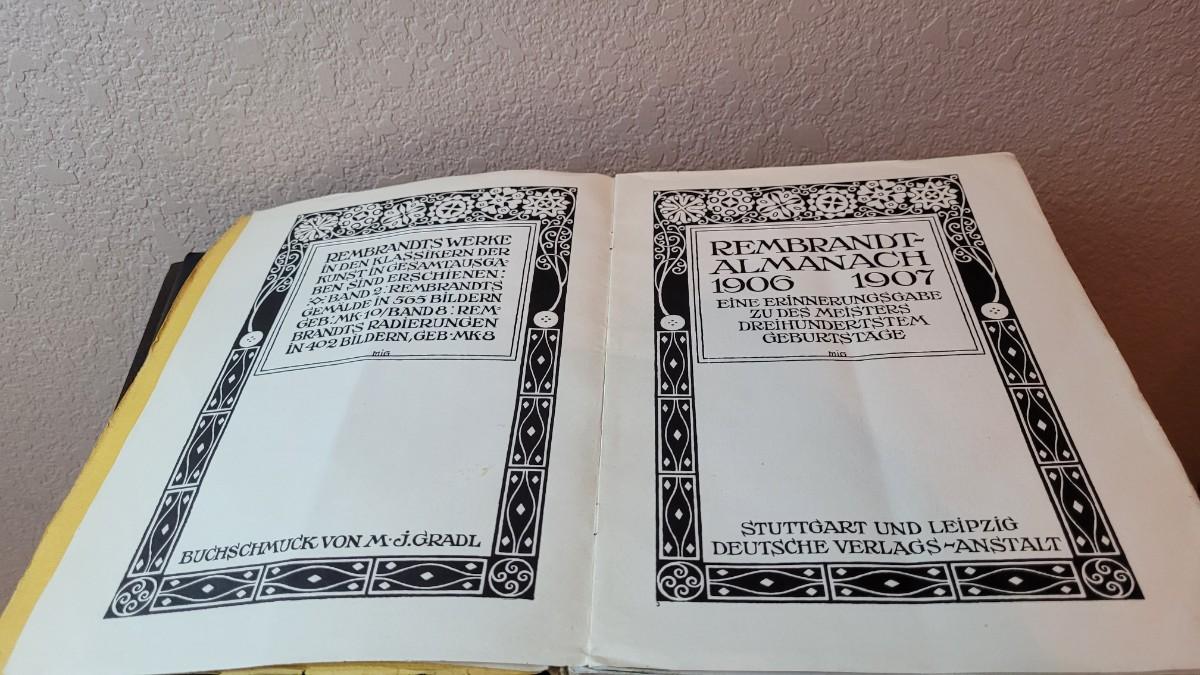 REMBRANDTS WERKE
IN DEN KLASSIKERN DER
KUNST IN GESAMTAUSGA-
BEN SIND ERSCHIENEN:
BAND 2: REMBRANDTS
GEMÄLDE IN 565 BILDERN
GEB. MK. 10/BAND 8: REM-
BRANDTS RADIERUNGEN
IN 402 BILDERN, GEB. MK 8
MJG
BUCHSCHMUCK VON M. J. GRADL
REMBRANDT-
ALMANACH
1906 1907
EINE ERINNERUNGSGABE
ZU DES MEISTERS
DREIHUNDERTSTEM
GEBURTSTAGE
MJG
STUTTGART UND LEIPZIG
DEUTSCHE VERLAGS-ANSTALT